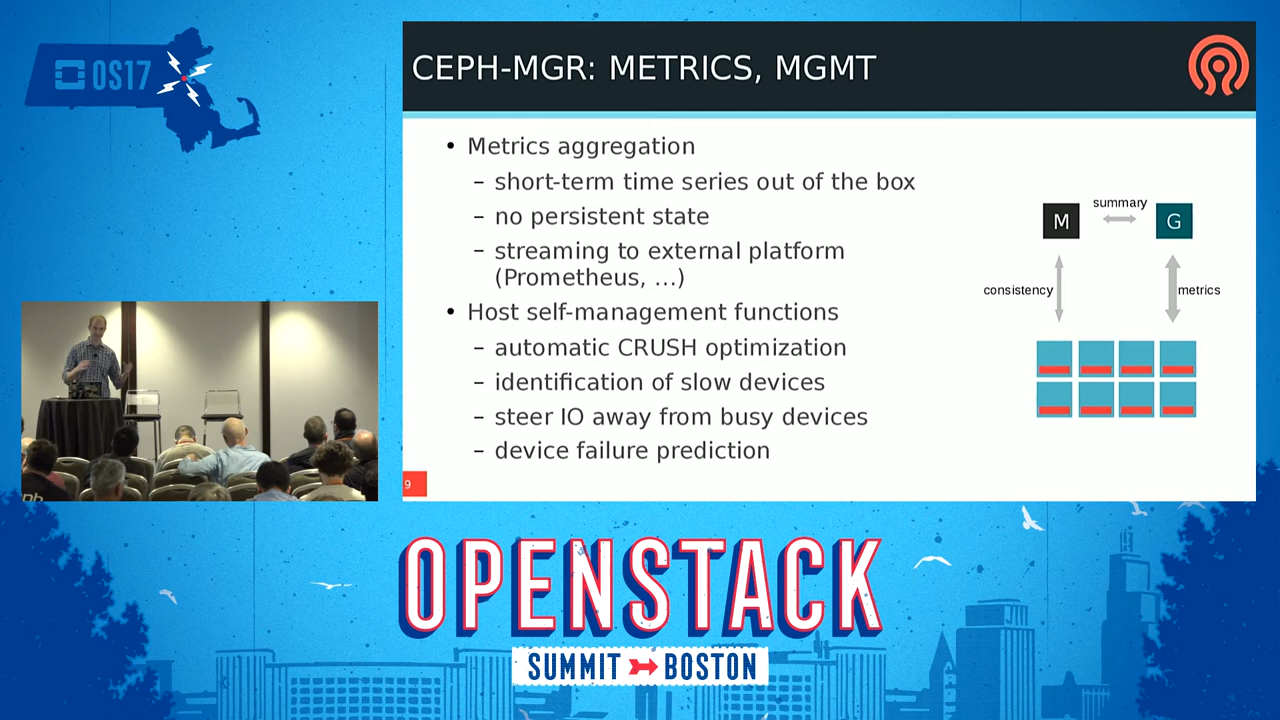 OS17
CEPH-MGR: METRICS, MGMT
• Metrics aggregation
– short-term time series out of the box
– no persistent state
– streaming to external platform
(Prometheus, ...)
• Host self-management functions
– automatic CRUSH optimization
– identification of slow devices
– steer IO away from busy devices
– device failure prediction
summary
M
G
consistency
metrics
9
OPENSTACK
SUMMIT BOSTON